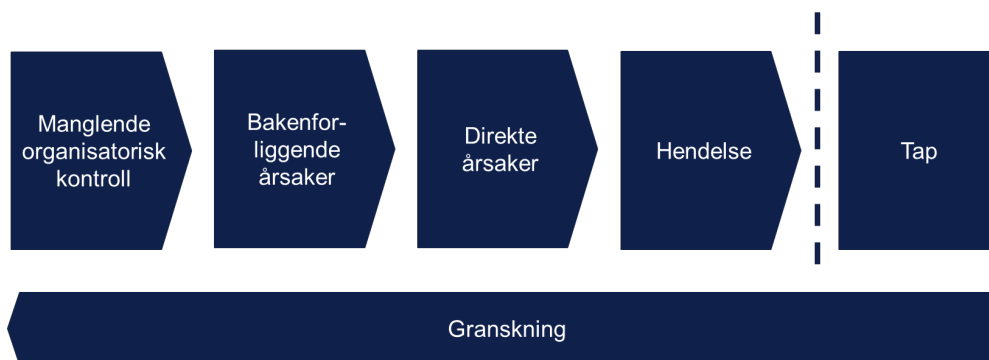 Manglende
organisatorisk
kontroll
Bakenfor-
liggende
årsaker
Direkte
årsaker
Hendelse
Tap
Granskning